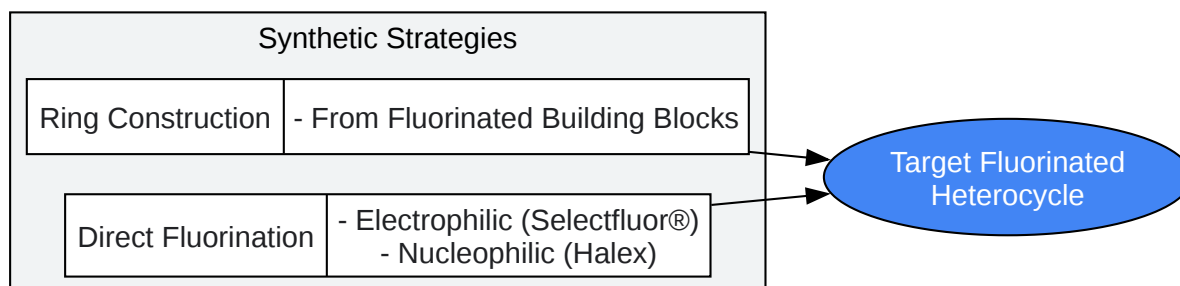 Synthetic Strategies
Ring Construction
- From Fluorinated Building Blocks
Direct Fluorination
- Electrophilic (Selectfluor®)
- Nucleophilic (Halex)
Target Fluorinated
Heterocycle